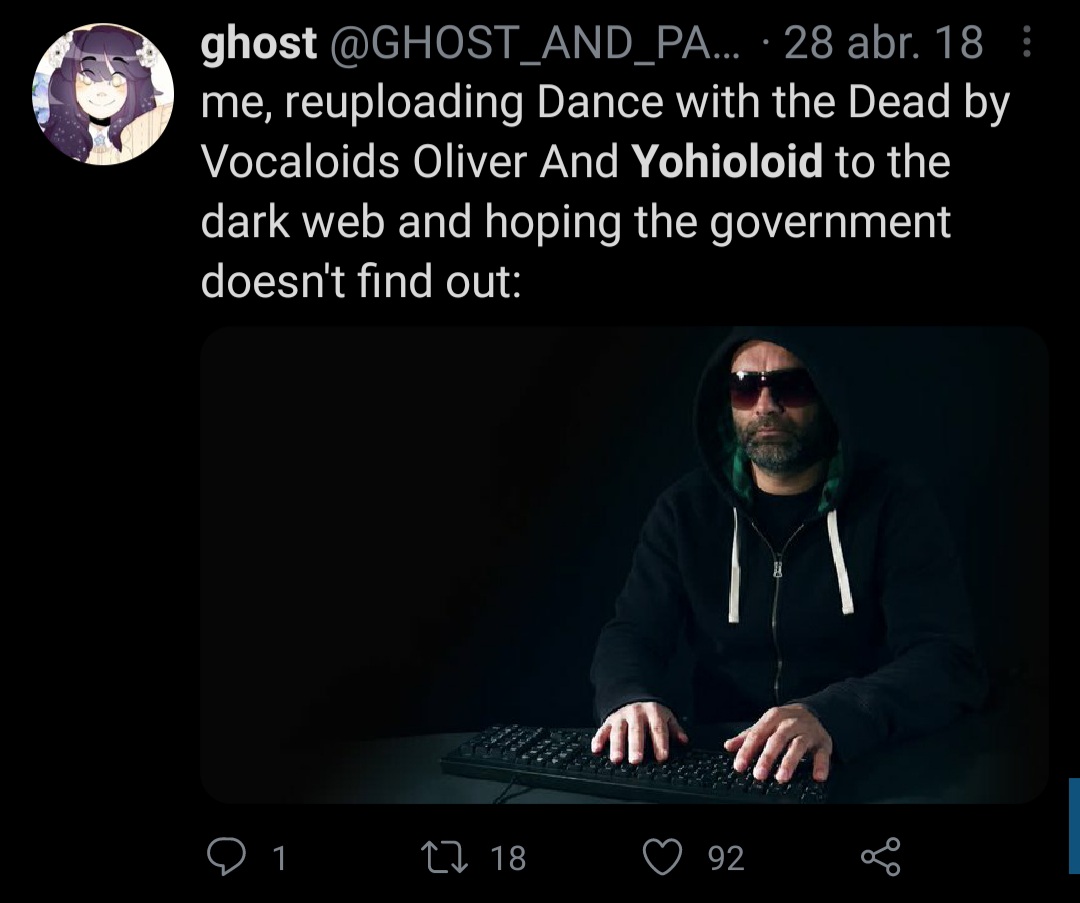 ghost @GHOST_AND_PA... · 28 abr. 18
me, reuploading Dance with the Dead by
Vocaloids Oliver And Yohioloid to the
dark web and hoping the government
doesn't find out:
1 18 92